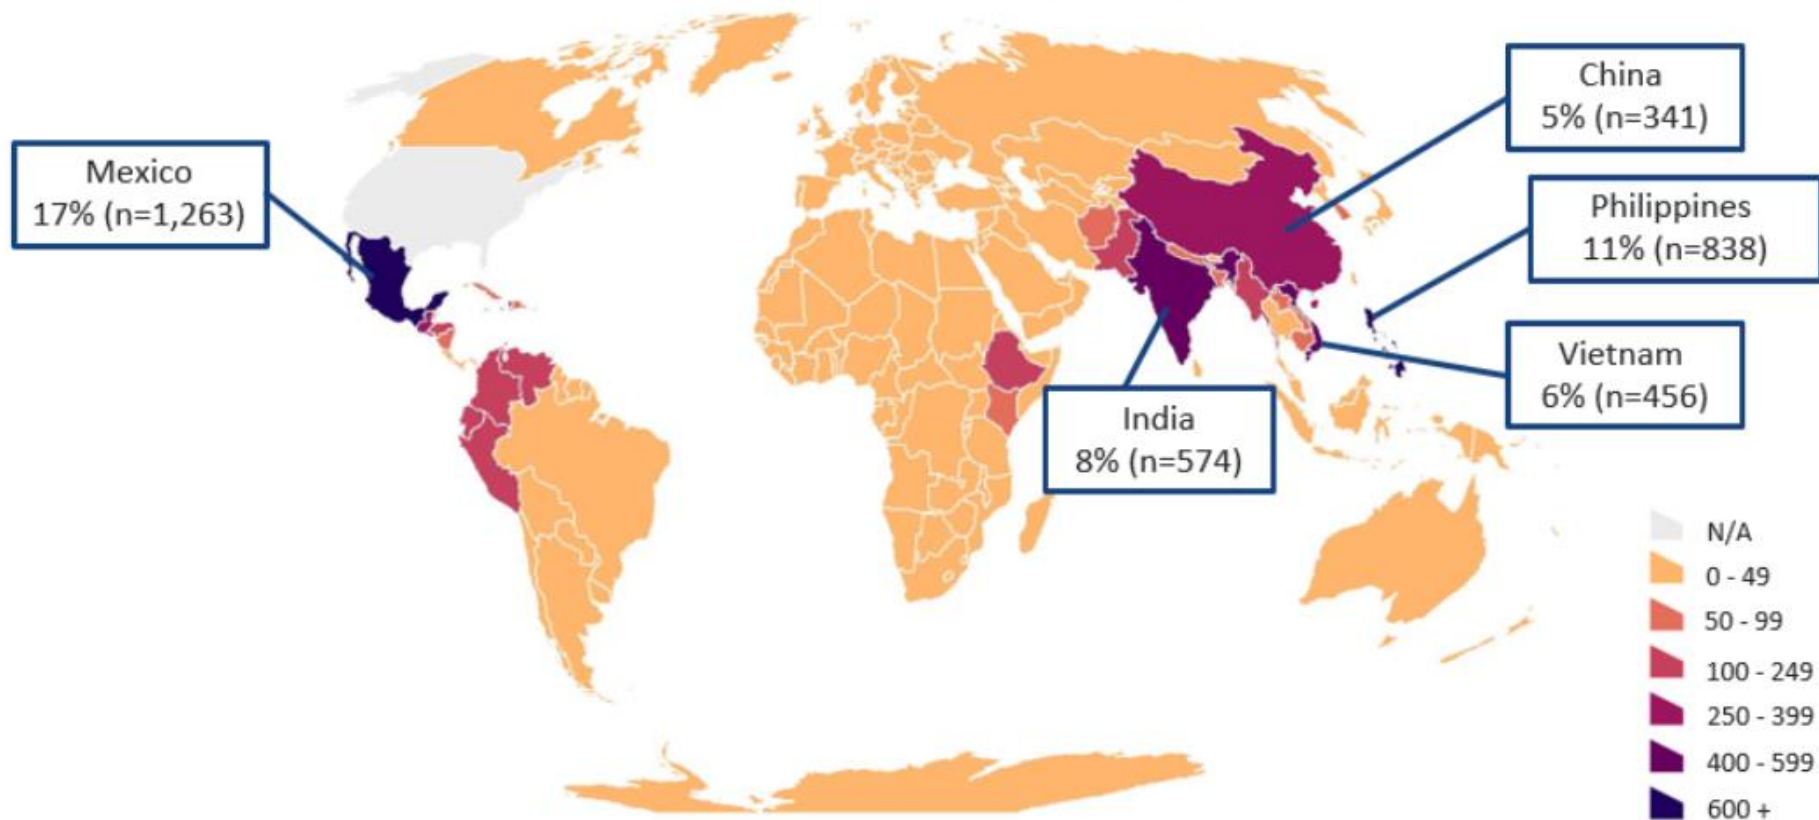 Mexico
17% (n=1,263)
China
5% (n=341)
Philippines
11% (n=838)
Vietnam
6% (n=456)
India
8% (n=574)
N/A
0 - 49
50 - 99
100 - 249
250 - 399
400 - 599
600 +